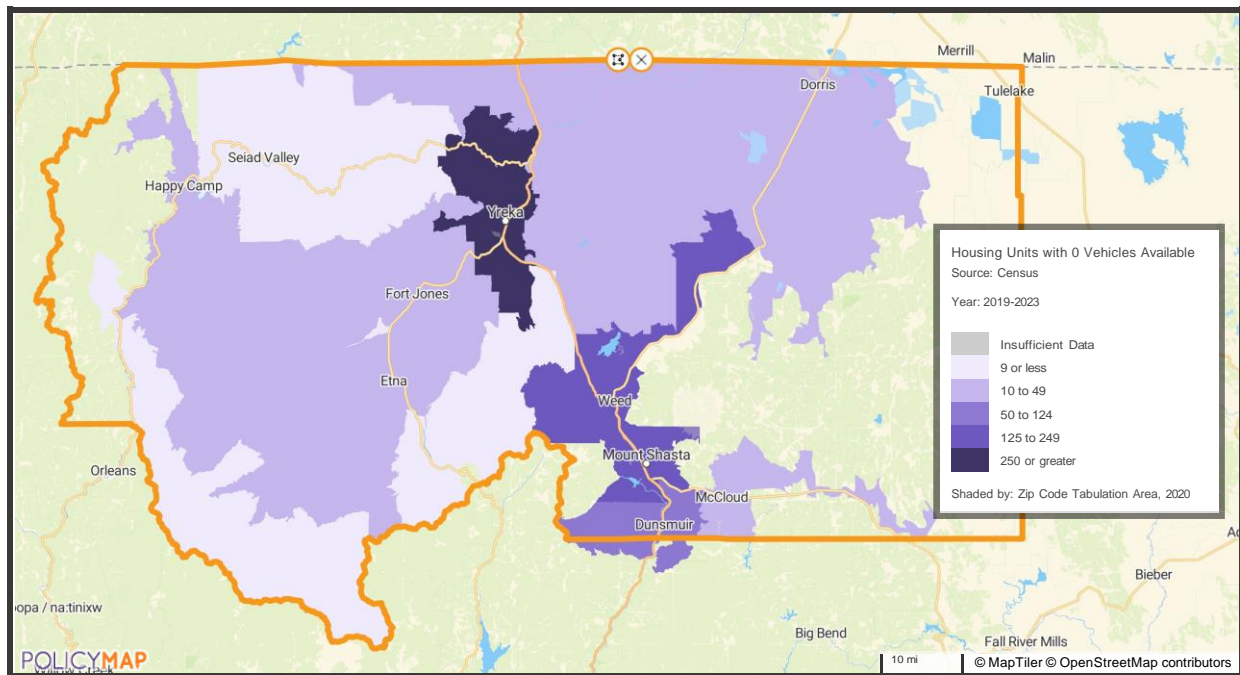 Merrill
Malin
Dorris
Tulelake
Seiad Valley
Happy Camp
Yreka
Fort Jones
Etna
Weed
Orleans
Mount Shasta
McCloud
Dunsmuir
Bieber
oopa / na:tinixw
Big Bend
Fall River Mills
Housing Units with 0 Vehicles Available
Source: Census
Year: 2019-2023
Insufficient Data
9 or less
10 to 49
50 to 124
125 to 249
250 or greater
Shaded by: Zip Code Tabulation Area, 2020
POLICYMAP
10 mi
© MapTiler © OpenStreetMap contributors